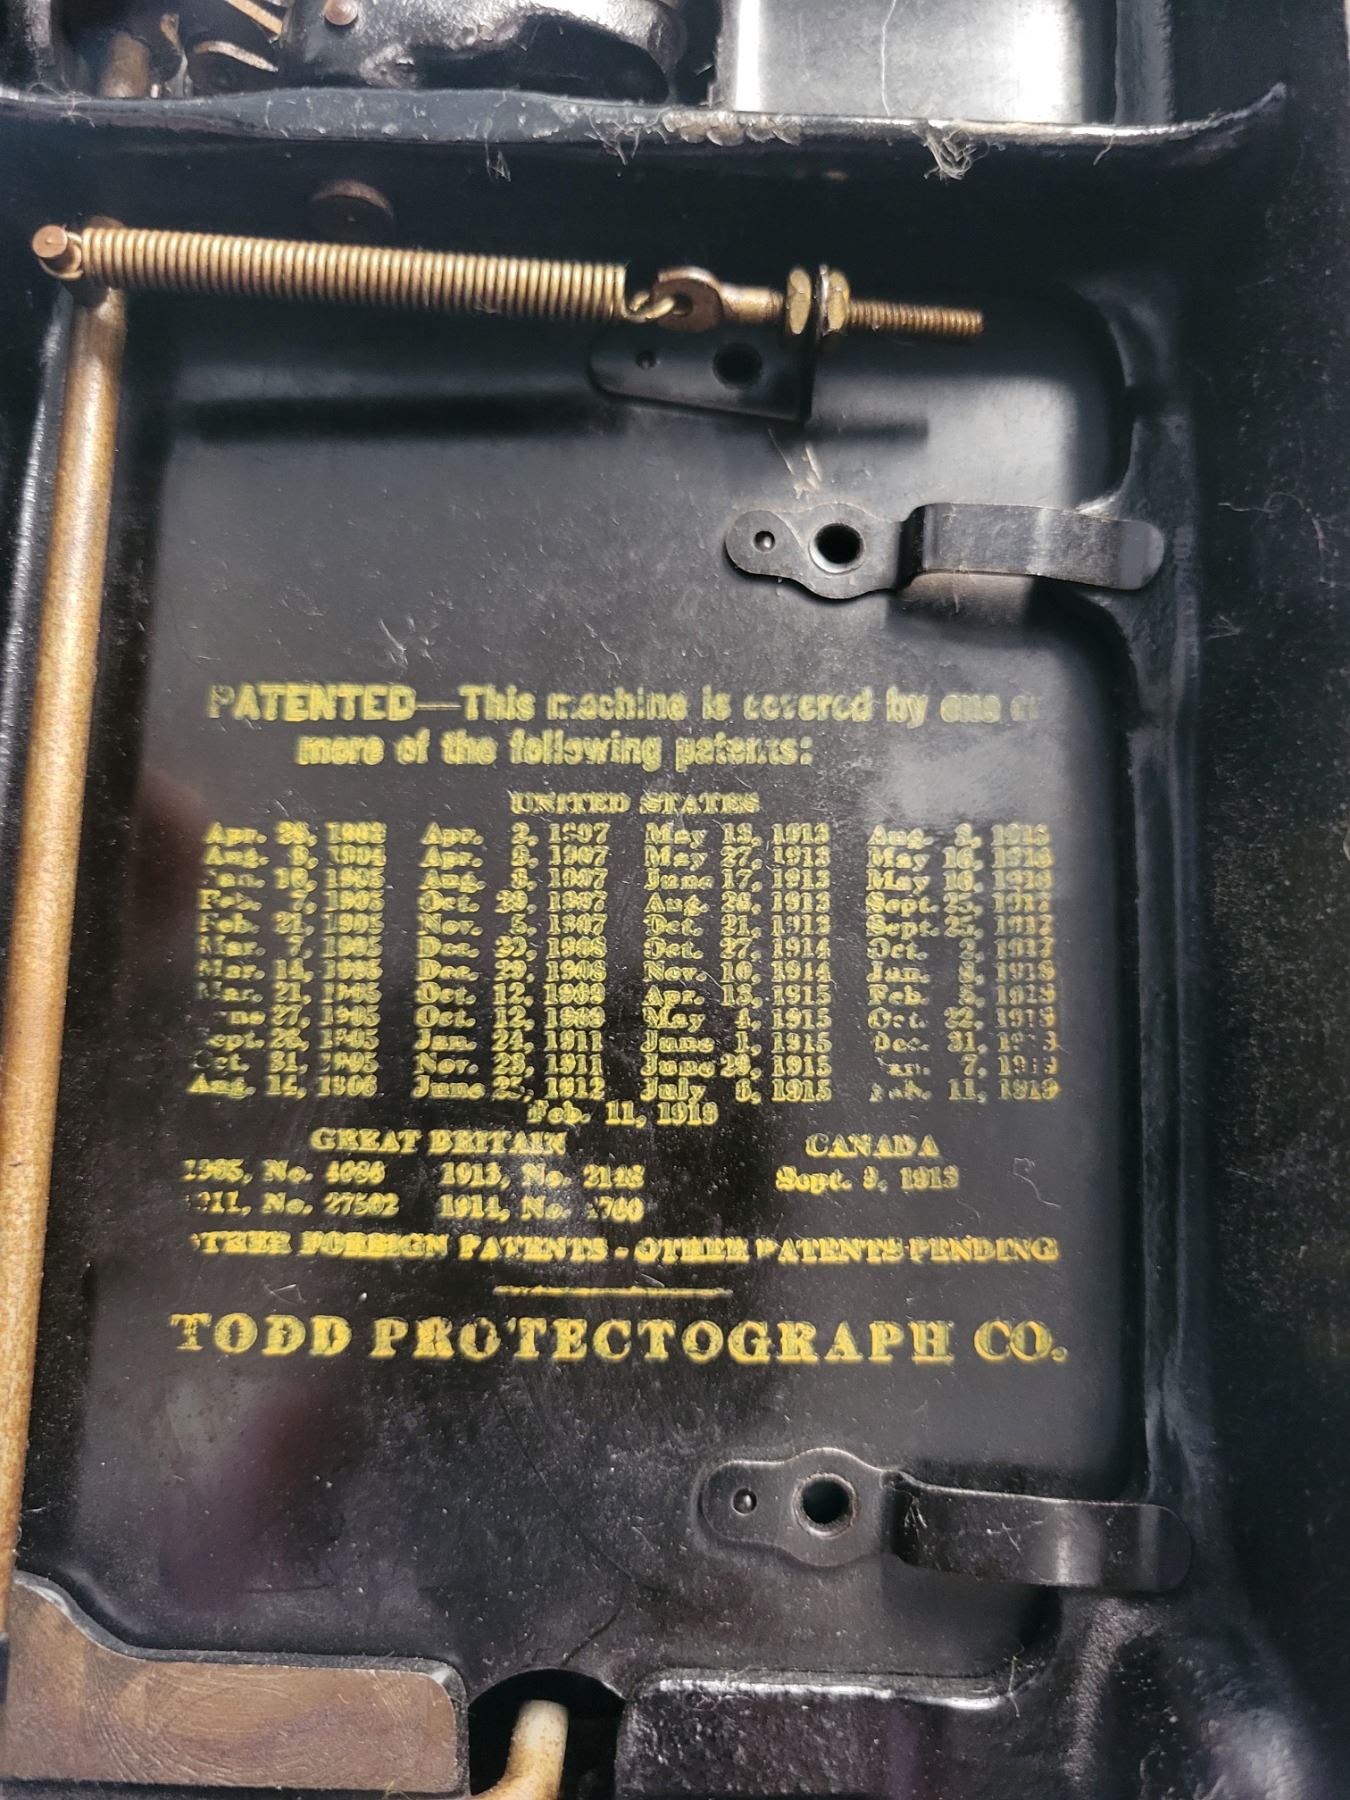 PATENTED—This machine is covered by one or
more of the following patents:
UNITED STATES
Apr. 2, 1907 May 13, 1913 Aug. 3, 1915
Aug. 9, 1904 Apr. 9, 1907 May 27, 1913 May 16, 1916
Jan. 10, 1905 Aug. 6, 1907 June 17, 1913 May 16, 1916
Feb. 7, 1905 Oct. 29, 1907 Aug. 26, 1913 Sept. 25, 1917
Feb. 21, 1905 Nov. 5, 1907 Oct. 21, 1913 Sept. 25, 1917
Mar. 7, 1905 Dec. 29, 1908 Oct. 27, 1914 Oct. 2, 1917
Mar. 14, 1905 Dec. 29, 1908 Nov. 10, 1914 Jan. 8, 1918
Mar. 21, 1905 Oct. 12, 1909 Apr. 13, 1915 Feb. 5, 1918
June 27, 1905 Oct. 12, 1909 May 4, 1915 Oct. 22, 1918
Sept. 26, 1905 Jan. 24, 1911 June 1, 1915 Dec. 31, 1918
Oct. 31, 1905 Nov. 28, 1911 June 29, 1915 Jan. 7, 1919
Aug. 14, 1906 June 25, 1912 July 6, 1915 Feb. 11, 1919
Feb. 11, 1919
GREAT BRITAIN CANADA
1905, No. 4096 1913, No. 2148 Sept. 9, 1913
1911, No. 27502 1914, No.
OTHER FOREIGN PATENTS - OTHER PATENTS PENDING
TODD PROTECTOGRAPH CO.